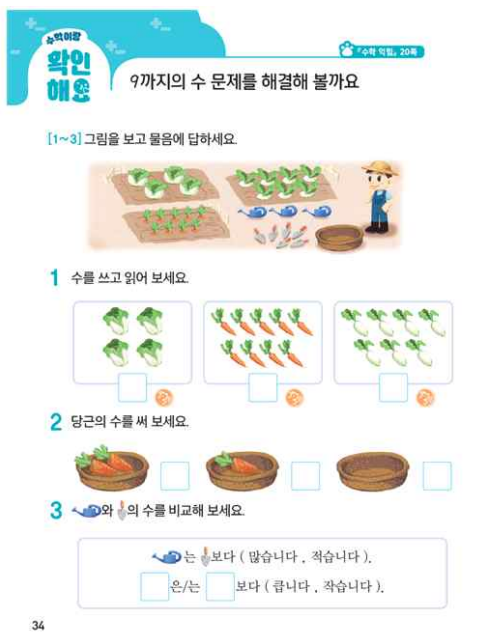 수학이랑
확인
해요
『수학 익힘』 20쪽
9까지의 수 문제를 해결해 볼까요
[1~3] 그림을 보고 물음에 답하세요.
1 수를 쓰고 읽어 보세요.
2 당근의 수를 써 보세요.
3 와 의 수를 비교해 보세요.
는 보다 ( 많습니다 , 적습니다 ).
은/는 보다 ( 큽니다 , 작습니다 ).
34